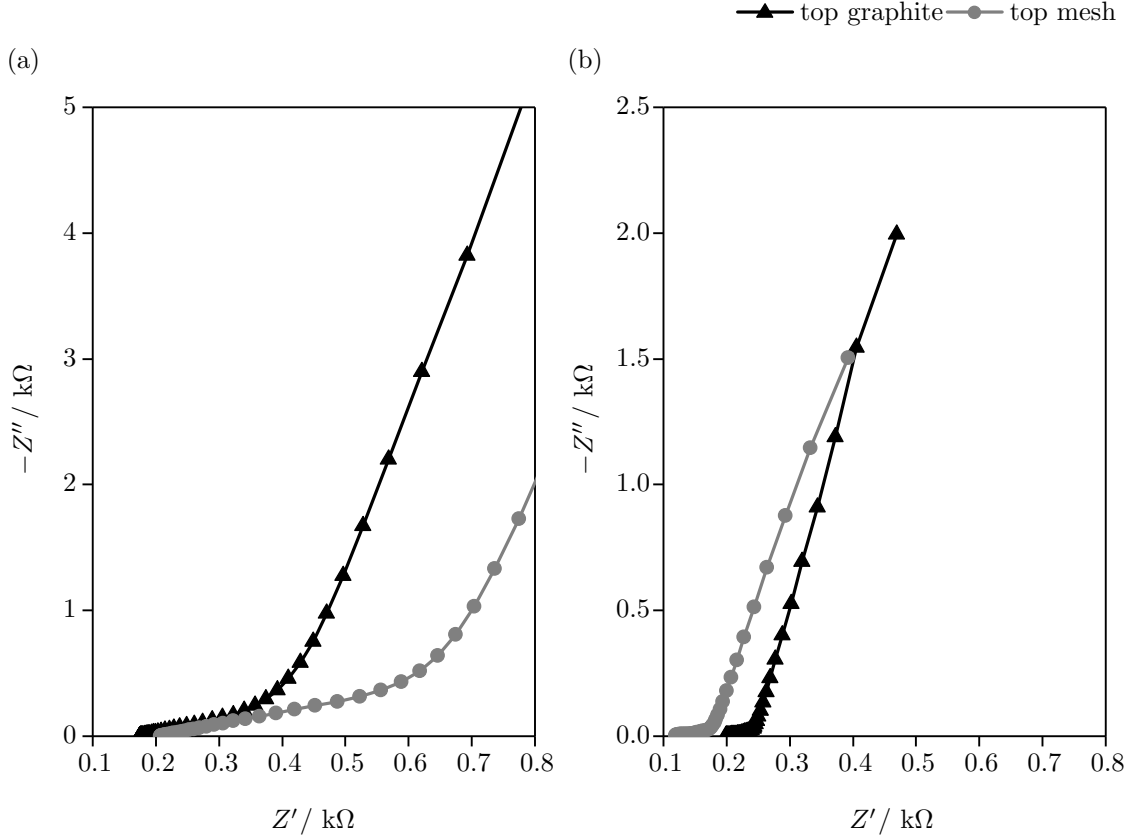 top graphite top mesh
(a) (b)
5 2.5
4 2.0
3 1.5
2 1.0
1 0.5
0 0.0
−Z″ / kΩ −Z″ / kΩ
0.1 0.2 0.3 0.4 0.5 0.6 0.7 0.8 0.1 0.2 0.3 0.4 0.5 0.6 0.7 0.8
Z′ / kΩ Z′ / kΩ